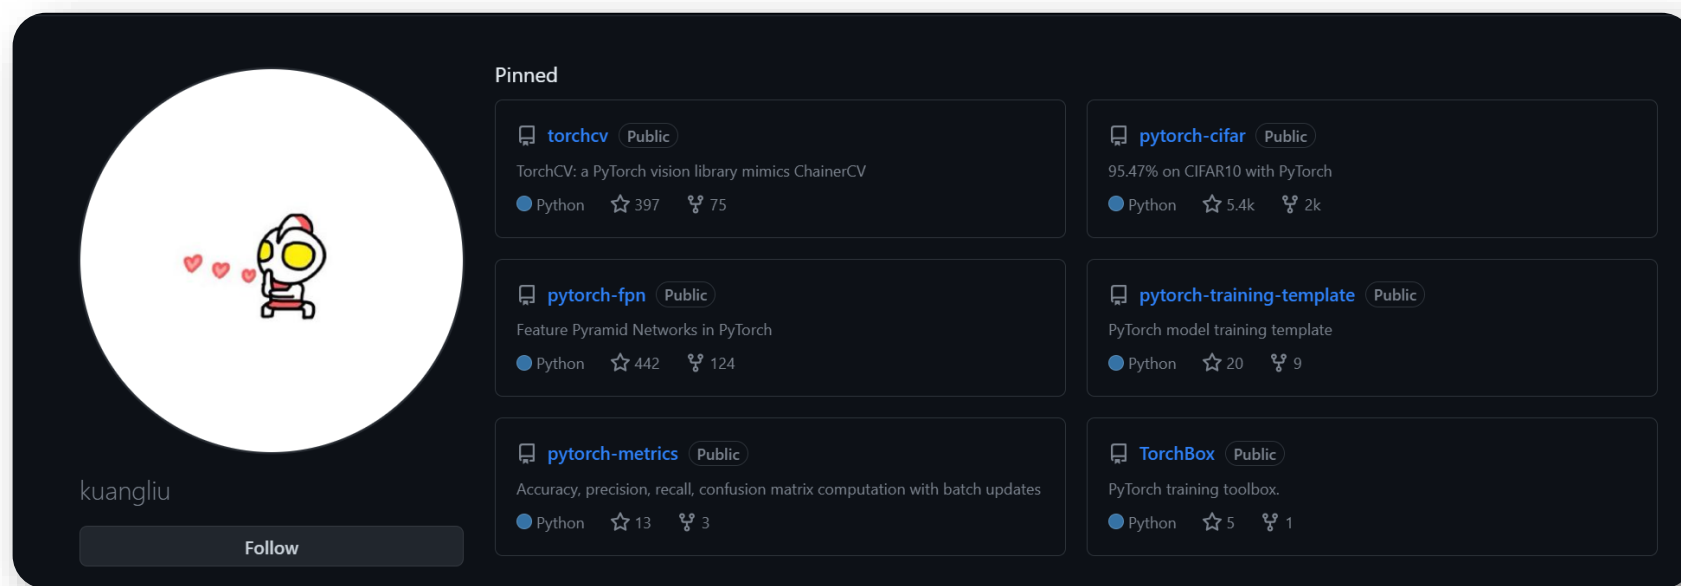 Pinned
torchcv Public
TorchCV: a PyTorch vision library mimics ChainerCV
Python 397 75
pytorch-cifar Public
95.47% on CIFAR10 with PyTorch
Python 5.4k 2k
pytorch-fpn Public
Feature Pyramid Networks in PyTorch
Python 442 124
pytorch-training-template Public
PyTorch model training template
Python 20 9
pytorch-metrics Public
Accuracy, precision, recall, confusion matrix computation with batch updates
Python 13 3
TorchBox Public
PyTorch training toolbox.
Python 5 1
kuangliu
Follow